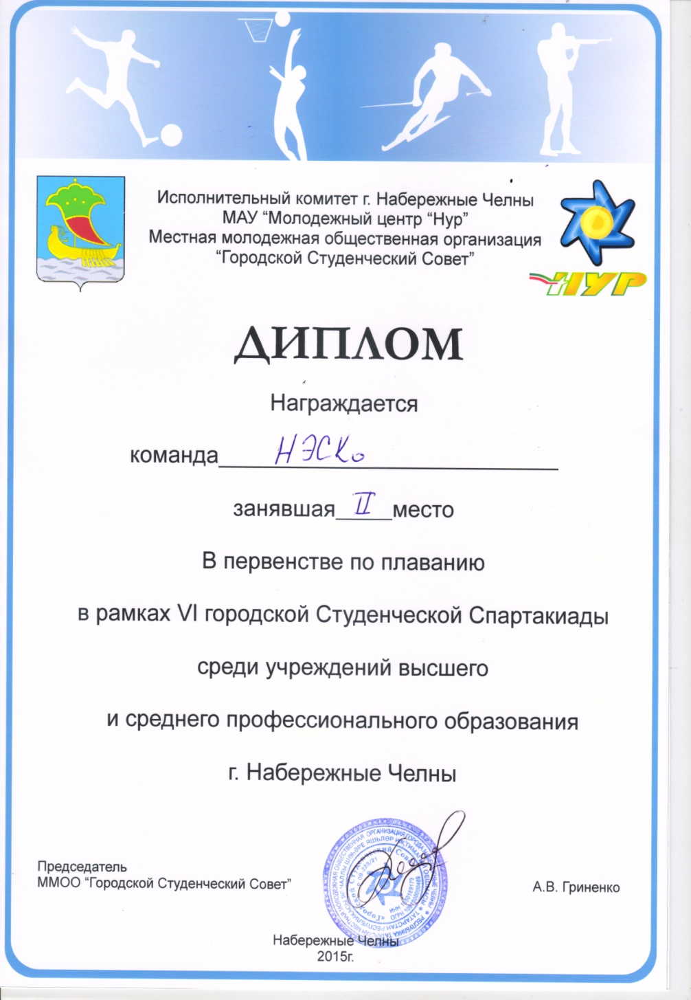 Исполнительный комитет г. Набережные Челны
МАУ “Молодежный центр “Нур”
Местная молодежная общественная организация
“Городской Студенческий Совет”
НУР
ДИПЛОМ
Награждается
команда НЭСКо
занявшая II место
В первенстве по плаванию
в рамках VI городской Студенческой Спартакиады
среди учреждений высшего
и среднего профессионального образования
г. Набережные Челны
Председатель
ММОО “Городской Студенческий Совет”
А.В. Гриненко
Набережные Челны
2015г.